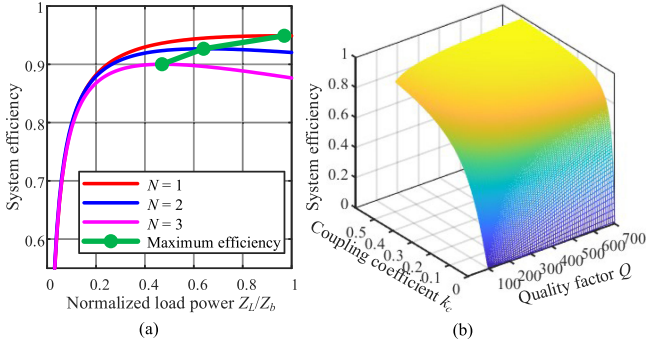 1
0.9
0.8
0.7
0.6
System efficiency
N = 1
N = 2
N = 3
Maximum efficiency
0 0.2 0.4 0.6 0.8 1
Normalized load power Z_L/Z_b
(a)
1
0.8
0.6
0.4
0.2
0
System efficiency
0.5
0.4
0.3
0.2
0.1
0
Coupling coefficient k_c
100
200
300
400
500
600
700
Quality factor Q
(b)